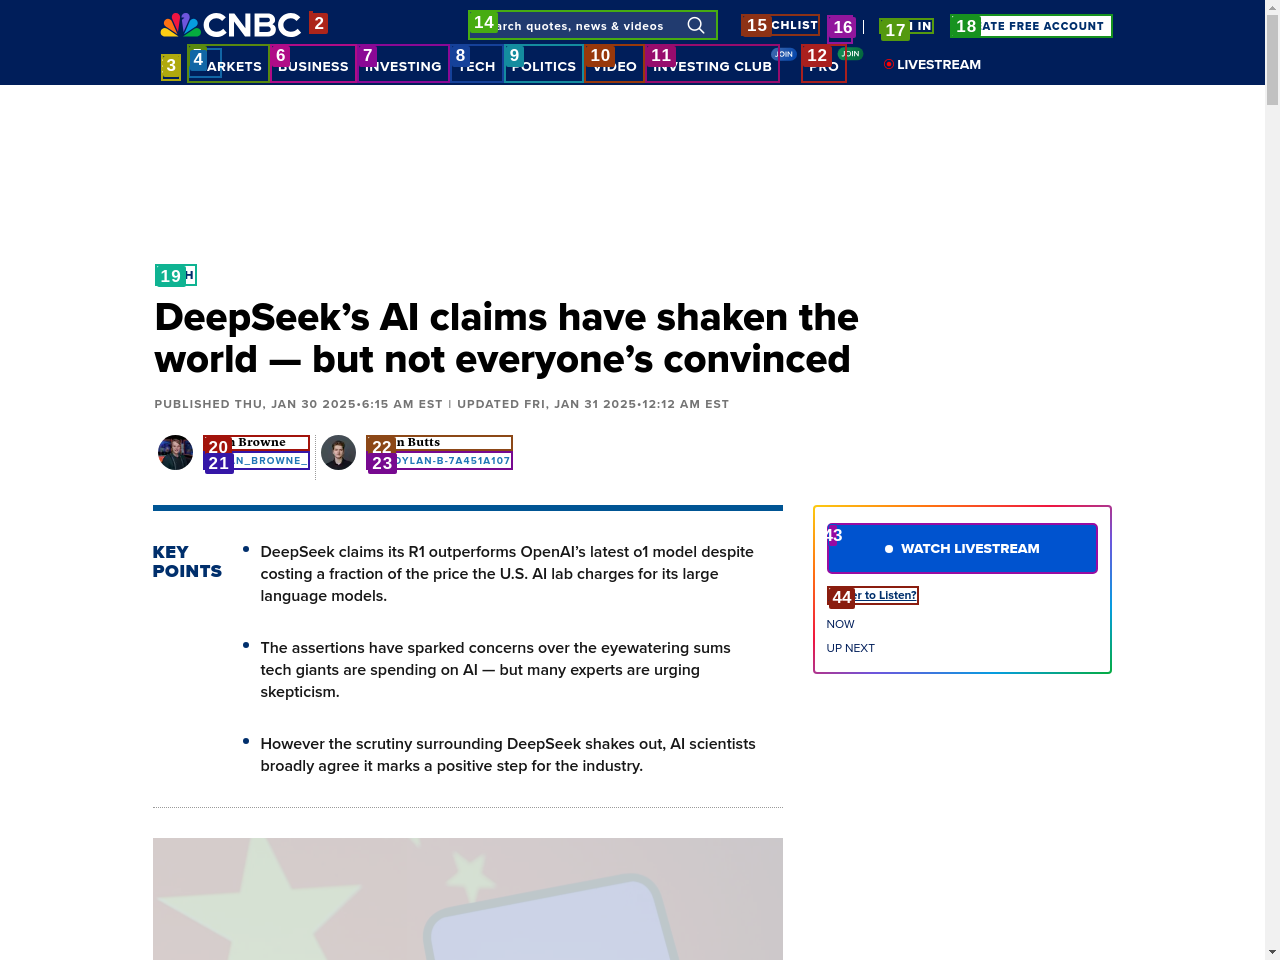 CNBC
2
14 arch quotes, news & videos
15 CHLIST
16
17 IN
18 ATE FREE ACCOUNT
3
4 ARKETS
6 BUSINESS
7 INVESTING
8 TECH
9 POLITICS
10 VIDEO
11 INVESTING CLUB
JOIN
12 PRO
JOIN
LIVESTREAM
19 H
DeepSeek’s AI claims have shaken the
world — but not everyone’s convinced
PUBLISHED THU, JAN 30 2025•6:15 AM EST | UPDATED FRI, JAN 31 2025•12:12 AM EST
20 n Browne
21 N_BROWNE_
22 n Butts
23 DYLAN-B-7A451A107
KEY
POINTS
DeepSeek claims its R1 outperforms OpenAI’s latest o1 model despite
costing a fraction of the price the U.S. AI lab charges for its large
language models.
The assertions have sparked concerns over the eyewatering sums
tech giants are spending on AI — but many experts are urging
skepticism.
However the scrutiny surrounding DeepSeek shakes out, AI scientists
broadly agree it marks a positive step for the industry.
43
WATCH LIVESTREAM
44 er to Listen?
NOW
UP NEXT